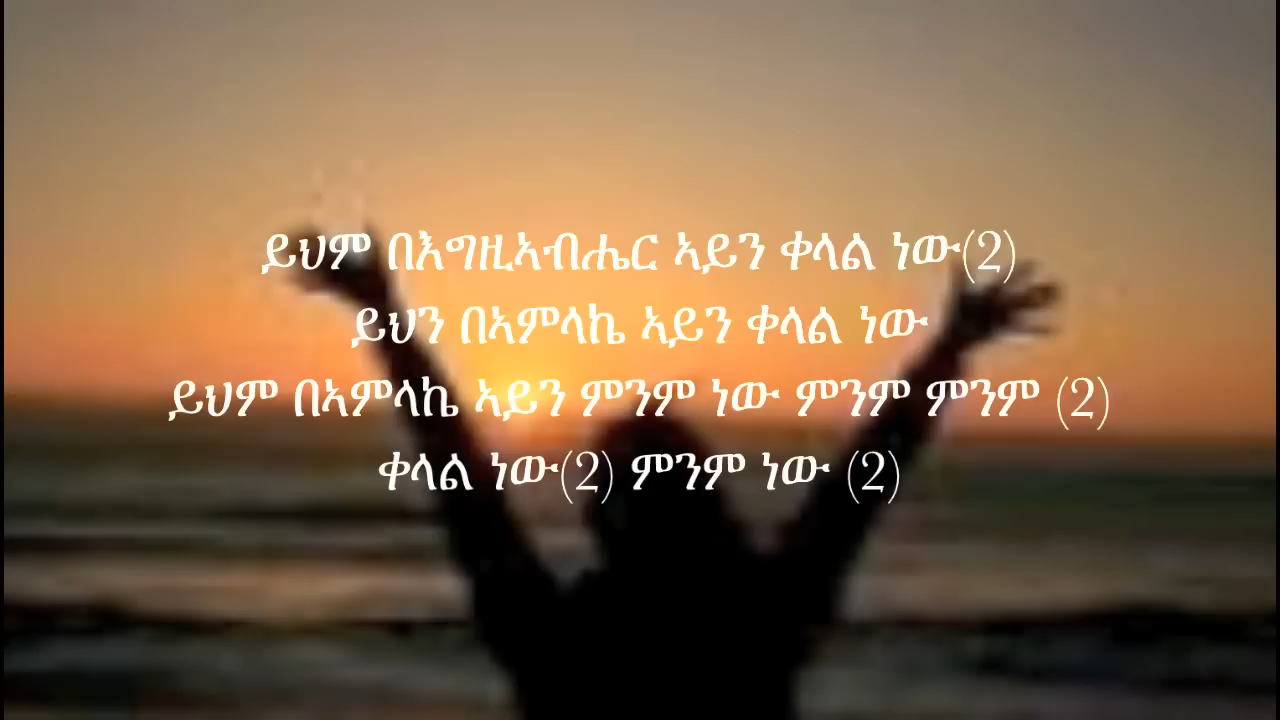 ይህም በእግዚኣብሔር ኣይን ቀላል ነው(2)
ይህን በኣምላኬ ኣይን ቀላል ነው
ይህም በኣምላኬ ኣይን ምንም ነው ምንም ምንም (2)
ቀላል ነው(2) ምንም ነው (2)